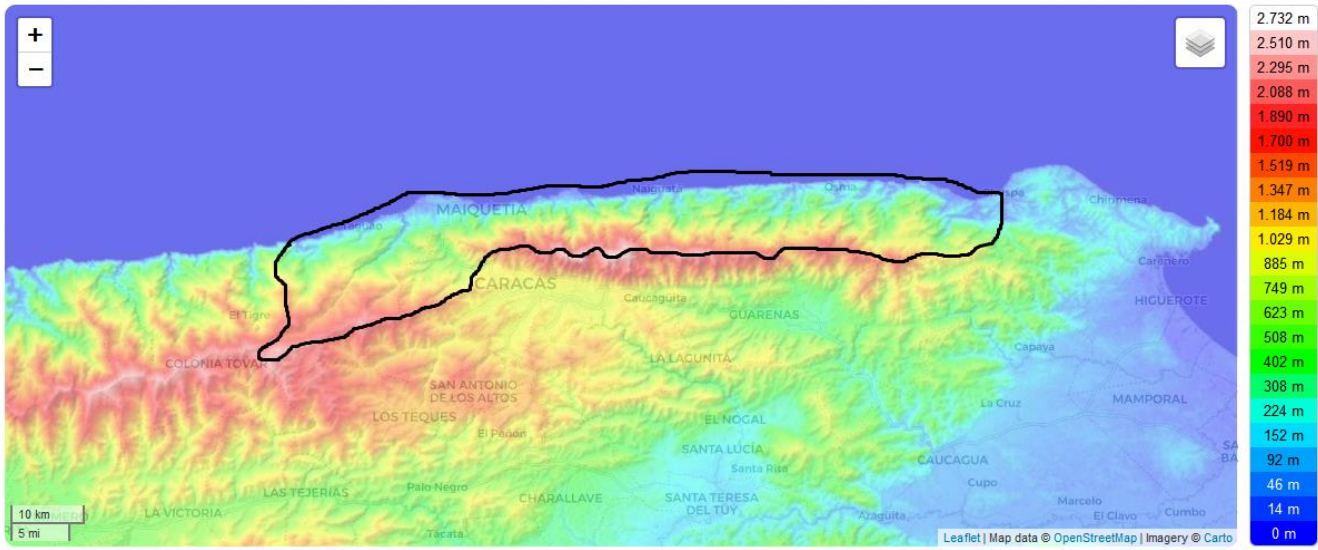 +
−
2.732 m
2.510 m
2.295 m
2.088 m
1.890 m
1.700 m
1.519 m
1.347 m
1.184 m
1.029 m
885 m
749 m
623 m
508 m
402 m
308 m
224 m
152 m
92 m
46 m
14 m
0 m
Naiguatá
Osma
MAIQUETÍA
Chirimena
Carenero
CARACAS
Caucagüita
HIGUEROTE
El Tigre
GUARENAS
Capaya
COLONIA TOVAR
LA LAGUNITA
SAN ANTONIO
DE LOS ALTOS
MAMPORAL
La Cruz
LOS TEQUES
EL NOGAL
El Peñón
SANTA LUCÍA
CAUCAGUA
Santa Rita
Cupo
LAS TEJERÍAS
Palo Negro
CHARALLAVE
SANTA TERESA
DEL TUY
Marcelo
El Clavo
Cumbo
LA VICTORIA
Aragüita
Tácata
10 km
5 mi
Leaflet | Map data © OpenStreetMap | Imagery © Carto